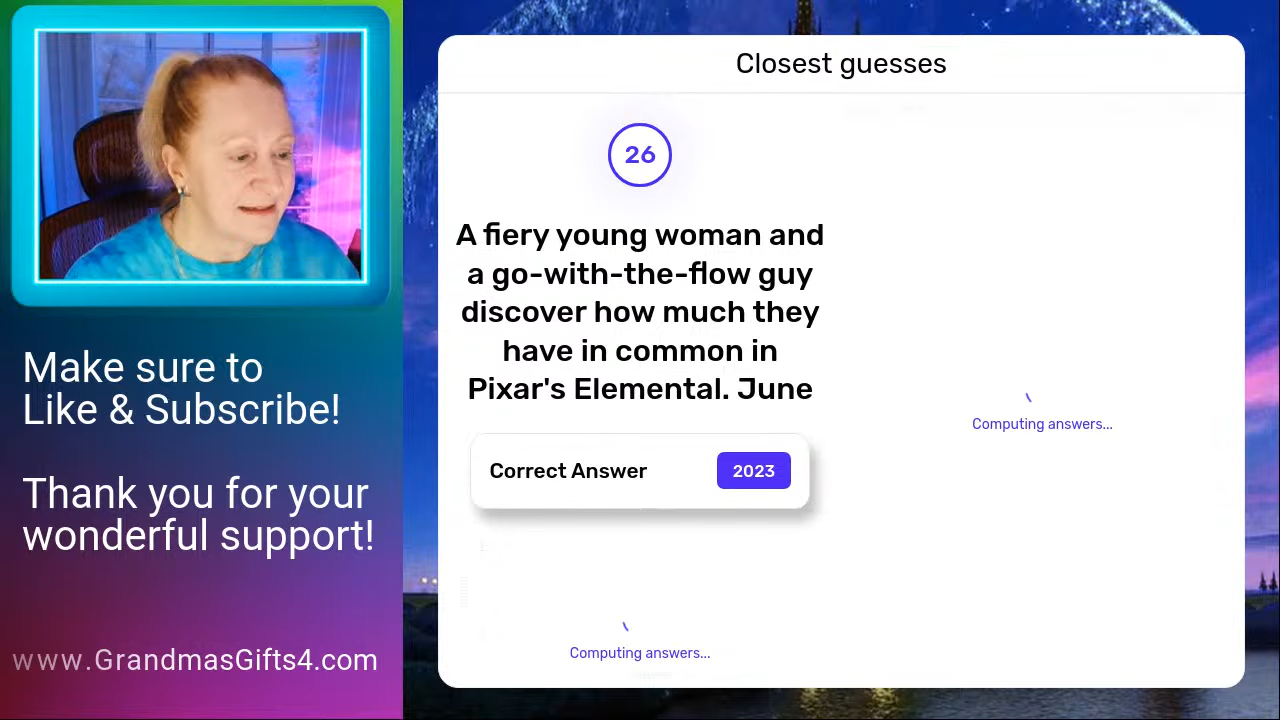 Make sure to
Like & Subscribe!
Thank you for your
wonderful support!
www.GrandmasGifts4.com
Closest guesses
26
A fiery young woman and
a go-with-the-flow guy
discover how much they
have in common in
Pixar's Elemental. June
Correct Answer 2023
Computing answers...
Computing answers...